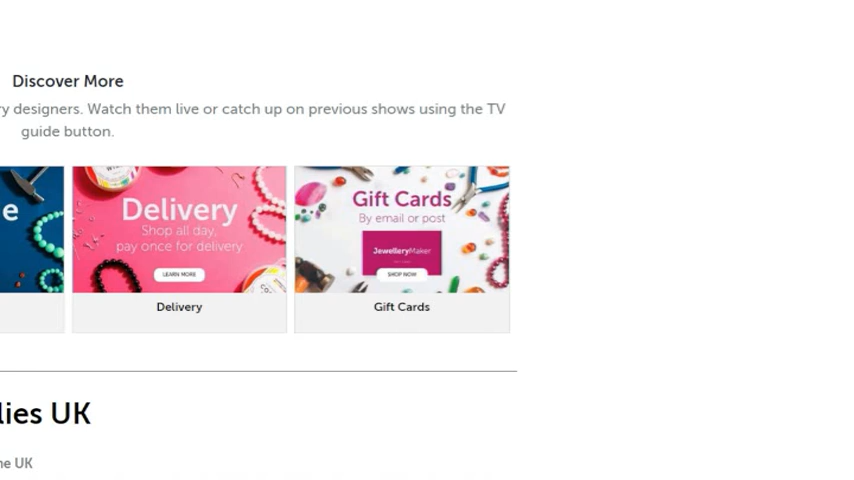 Discover More
designers. Watch them live or catch up on previous shows using the TV
guide button.
e
Delivery
Shop all day,
pay once for delivery
LEARN MORE
Gift Cards
By email or post
JewelleryMaker
SHOP NOW
Delivery
Gift Cards
lies UK
he UK